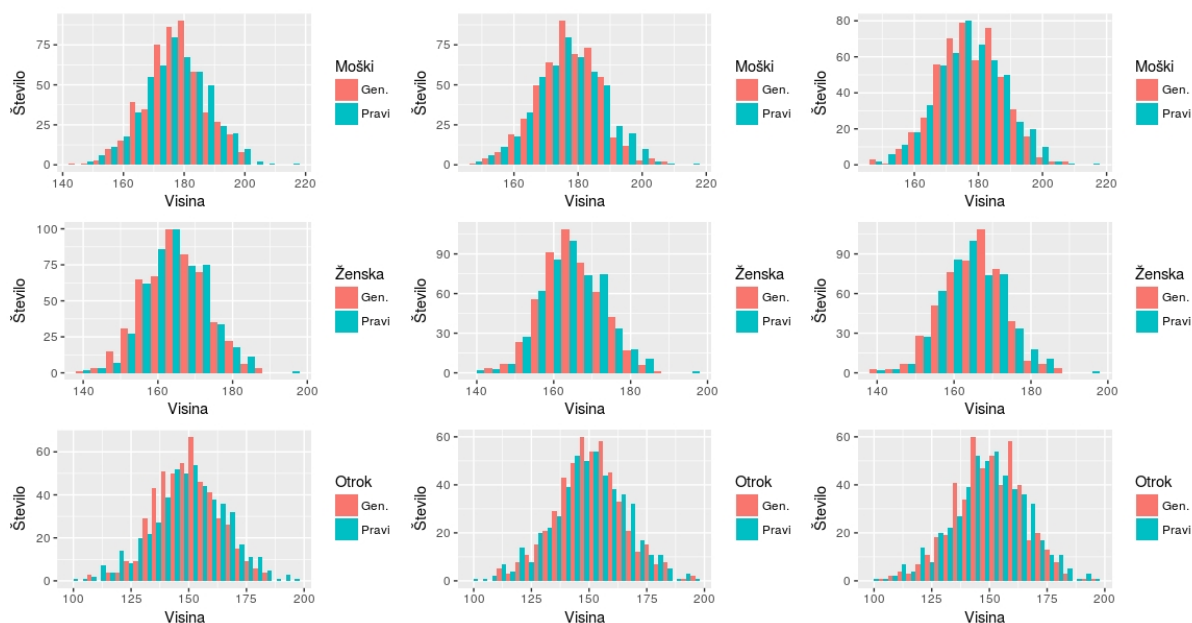 75
50
25
0
Število
140
160
180
200
220
Visina
Moški
Gen.
Pravi
75
50
25
0
Število
160
180
200
220
Visina
Moški
Gen.
Pravi
80
60
40
20
0
Število
160
180
200
220
Visina
Moški
Gen.
Pravi
100
75
50
25
0
Število
140
160
180
200
Visina
Ženska
Gen.
Pravi
90
60
30
0
Število
140
160
180
200
Visina
Ženska
Gen.
Pravi
90
60
30
0
Število
140
160
180
200
Visina
Ženska
Gen.
Pravi
60
40
20
0
Število
100
125
150
175
200
Visina
Otrok
Gen.
Pravi
60
40
20
0
Število
100
125
150
175
200
Visina
Otrok
Gen.
Pravi
60
40
20
0
Število
100
125
150
175
200
Visina
Otrok
Gen.
Pravi